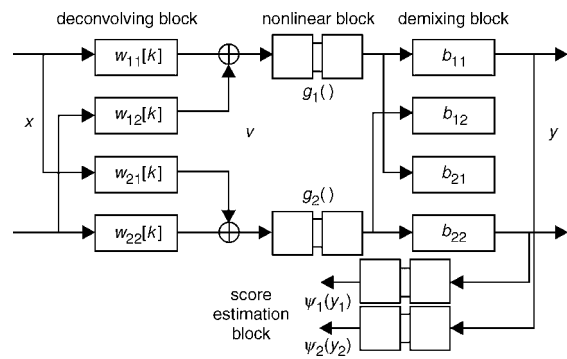 deconvolving block nonlinear block demixing block
w11[k] b11
g1()
w12[k] b12
x v y
w21[k] b21
g2()
w22[k] b22
score
estimation
block
ψ1(y1)
ψ2(y2)